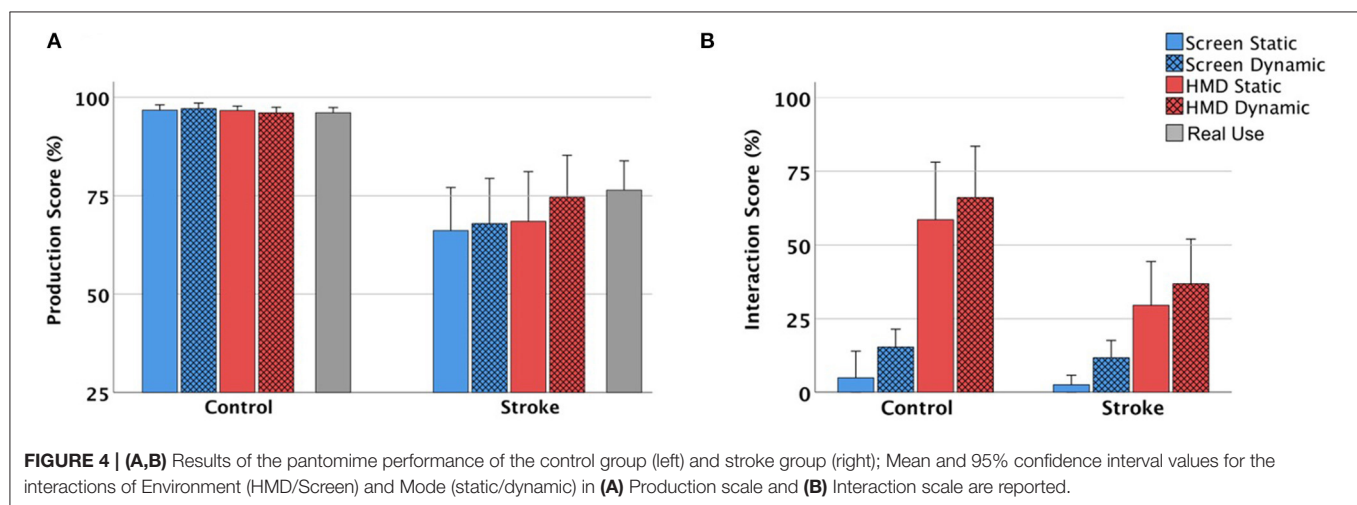 A
Production Score (%)
100
75
50
25
Control Stroke
B
Screen Static
Screen Dynamic
HMD Static
HMD Dynamic
Real Use
Interaction Score (%)
100
75
50
25
0
Control Stroke
FIGURE 4 | (A,B) Results of the pantomime performance of the control group (left) and stroke group (right); Mean and 95% confidence interval values for the
interactions of Environment (HMD/Screen) and Mode (static/dynamic) in (A) Production scale and (B) Interaction scale are reported.